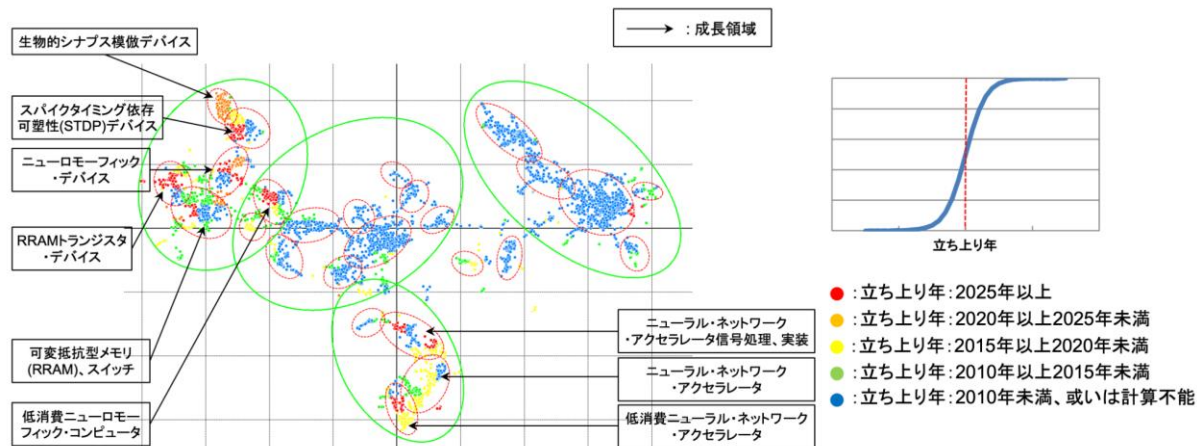 生物的シナプス模倣デバイス
スパイクタイミング依存
可塑性(STDP)デバイス
ニューロモーフィック
・デバイス
RRAMトランジスタ
・デバイス
可変抵抗型メモリ
(RRAM)、スイッチ
低消費ニューロモー
フィック・コンピュータ
：成長領域
ニューラル・ネットワーク
・アクセラレータ信号処理、実装
ニューラル・ネットワーク
・アクセラレータ
低消費ニューラル・ネットワーク
・アクセラレータ
立ち上り年
：立ち上り年：2025年以上
：立ち上り年：2020年以上2025年未満
：立ち上り年：2015年以上2020年未満
：立ち上り年：2010年以上2015年未満
：立ち上り年：2010年未満、或いは計算不能